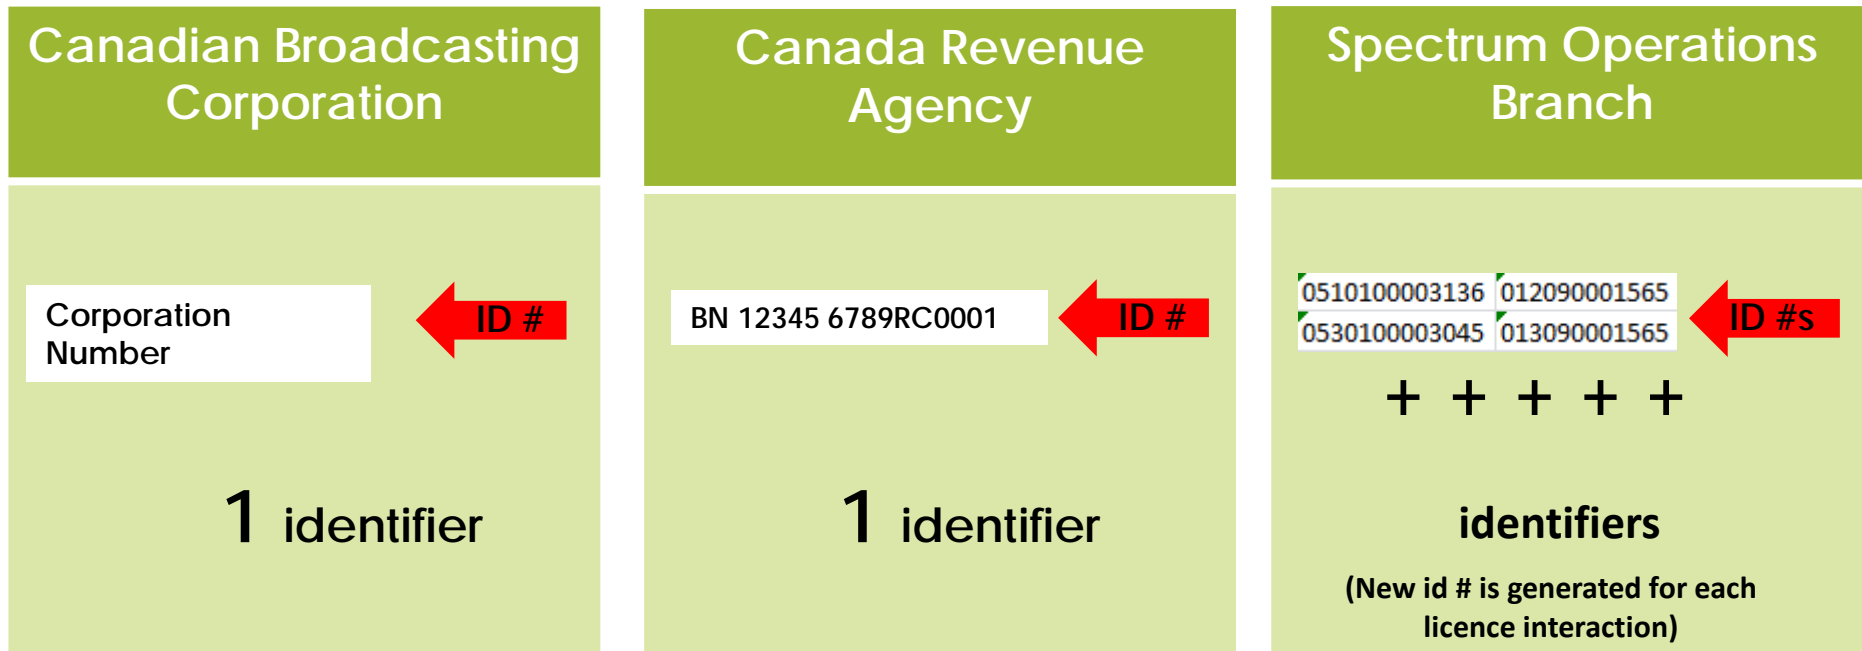 Canadian Broadcasting
Corporation
Corporation
Number
ID #
1 identifier
Canada Revenue
Agency
BN 12345 6789RC0001
ID #
1 identifier
Spectrum Operations
Branch
0510100003136 012090001565
0530100003045 013090001565
ID #s
+ + + + +
identifiers
(New id # is generated for each
licence interaction)